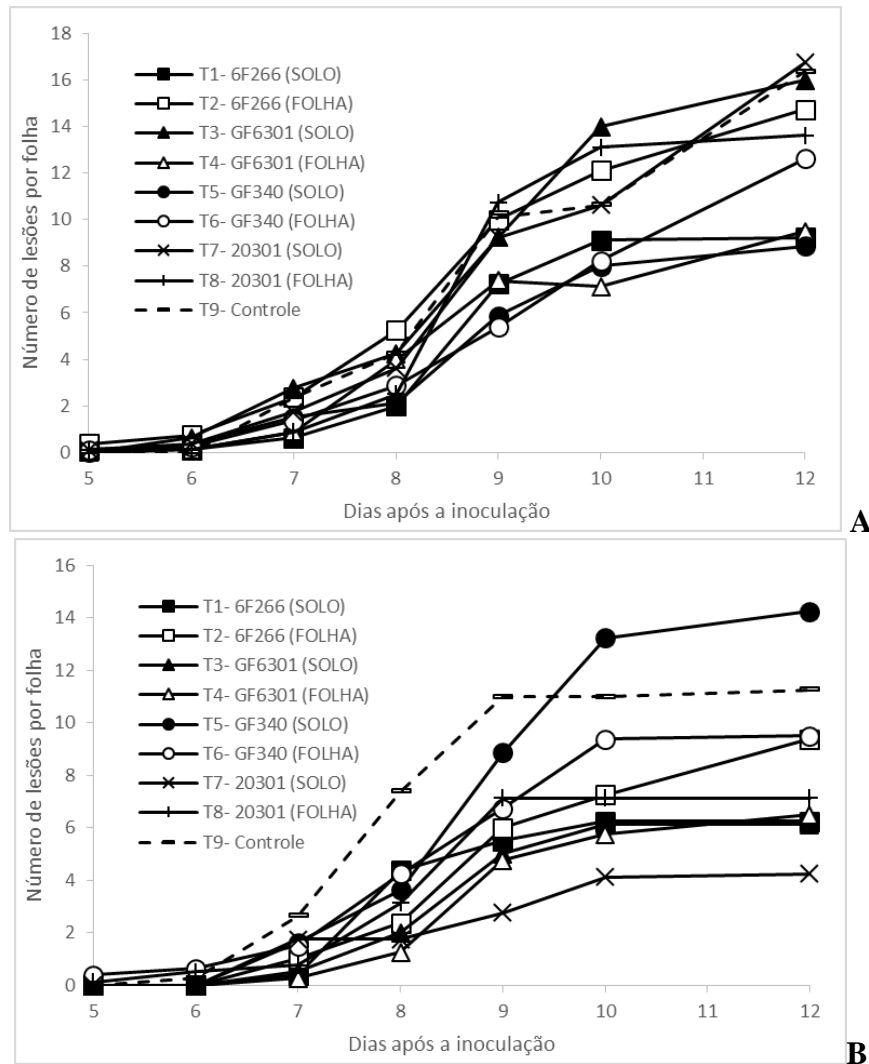 18
16
14
12
10
8
6
4
2
0
Número de lesões por folha
T1- 6F266 (SOLO)
T2- 6F266 (FOLHA)
T3- GF6301 (SOLO)
T4- GF6301 (FOLHA)
T5- GF340 (SOLO)
T6- GF340 (FOLHA)
T7- 20301 (SOLO)
T8- 20301 (FOLHA)
T9- Controle
5 6 7 8 9 10 11 12
Dias após a inoculação
A
16
14
12
10
8
6
4
2
0
Número de lesões por folha
T1- 6F266 (SOLO)
T2- 6F266 (FOLHA)
T3- GF6301 (SOLO)
T4- GF6301 (FOLHA)
T5- GF340 (SOLO)
T6- GF340 (FOLHA)
T7- 20301 (SOLO)
T8- 20301 (FOLHA)
T9- Controle
5 6 7 8 9 10 11 12
Dias após a inoculação
B